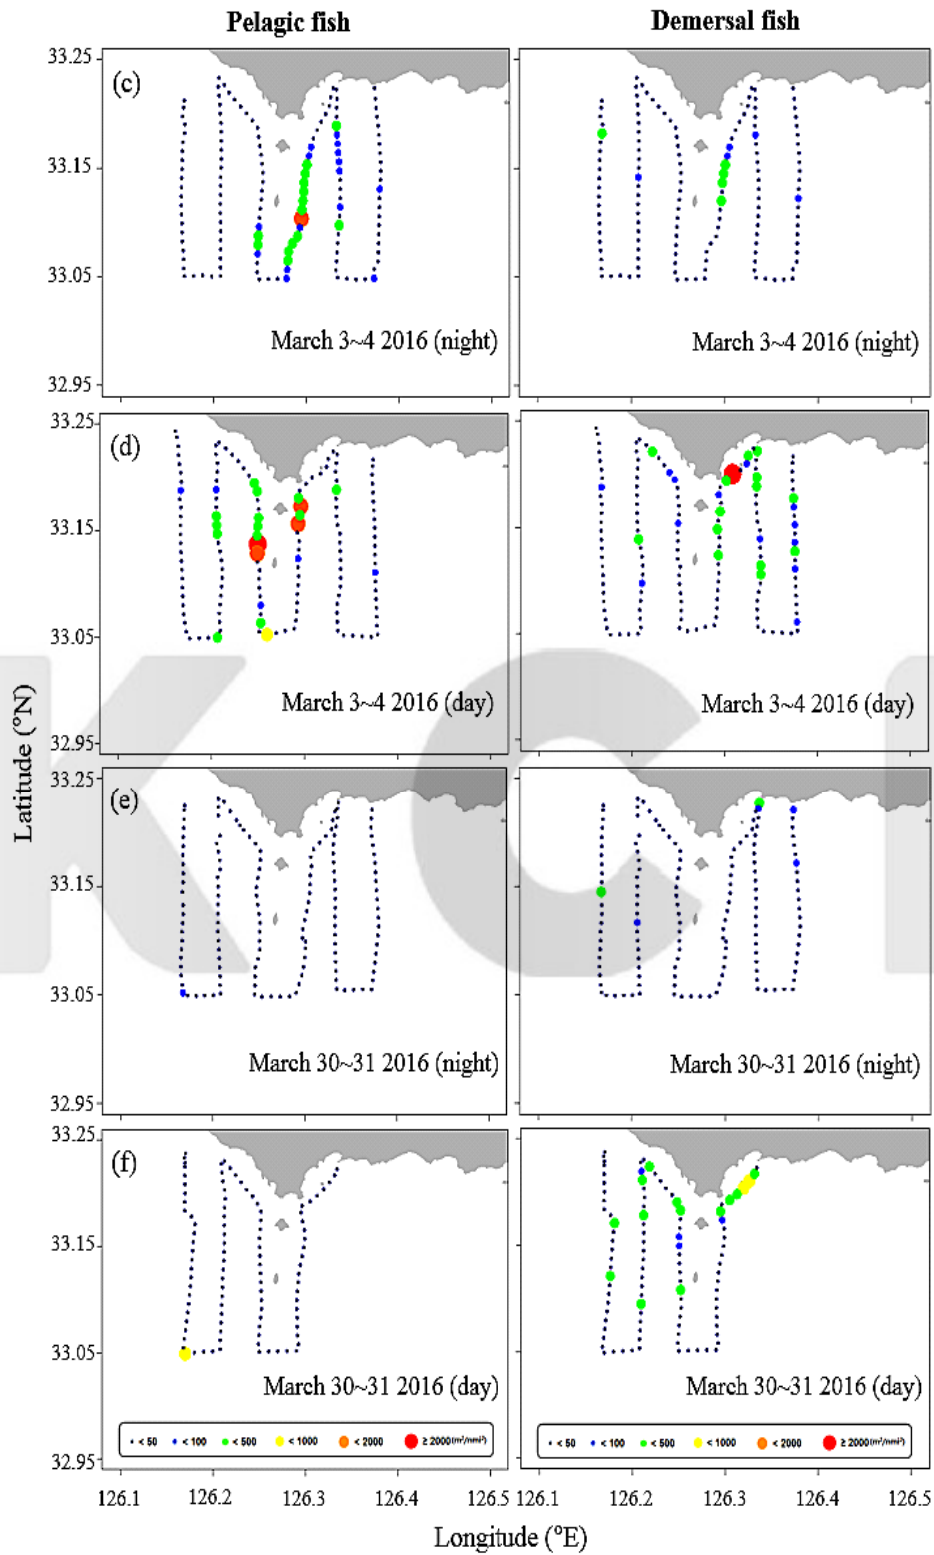 Pelagic fish
Demersal fish
33.25
(c)
33.15
33.05
March 3~4 2016 (night)
March 3~4 2016 (night)
32.95
33.25
(d)
33.15
33.05
March 3~4 2016 (day)
March 3~4 2016 (day)
32.95
Latitude (°N)
K C I
33.25
(e)
33.15
33.05
March 30~31 2016 (night)
March 30~31 2016 (night)
32.95
33.25
(f)
33.15
33.05
March 30~31 2016 (day)
March 30~31 2016 (day)
< 50 < 100 < 500 < 1000 < 2000 ≥ 2000(m²/nmi²)
< 50 < 100 < 500 < 1000 < 2000 ≥ 2000(m²/nmi²)
32.95
126.1 126.2 126.3 126.4 126.5
126.1 126.2 126.3 126.4 126.5
Longitude (°E)